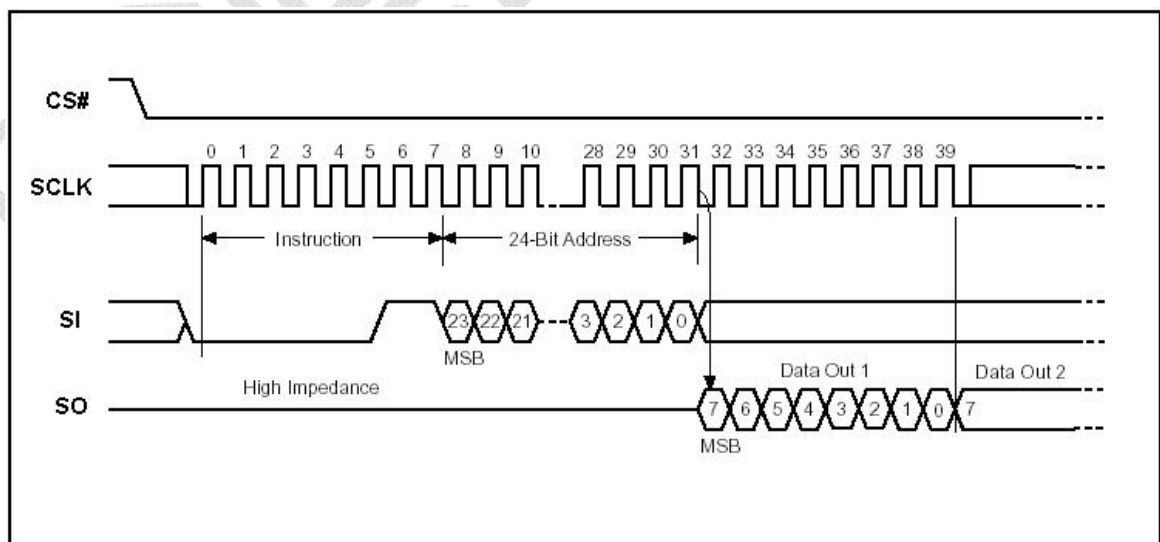 CS#
0 1 2 3 4 5 6 7 8 9 10 28 29 30 31 32 33 34 35 36 37 38 39
SCLK
Instruction 24-Bit Address
SI 23 22 21 3 2 1 0
MSB
High Impedance Data Out 1 Data Out 2
SO 7 6 5 4 3 2 1 0 7
MSB